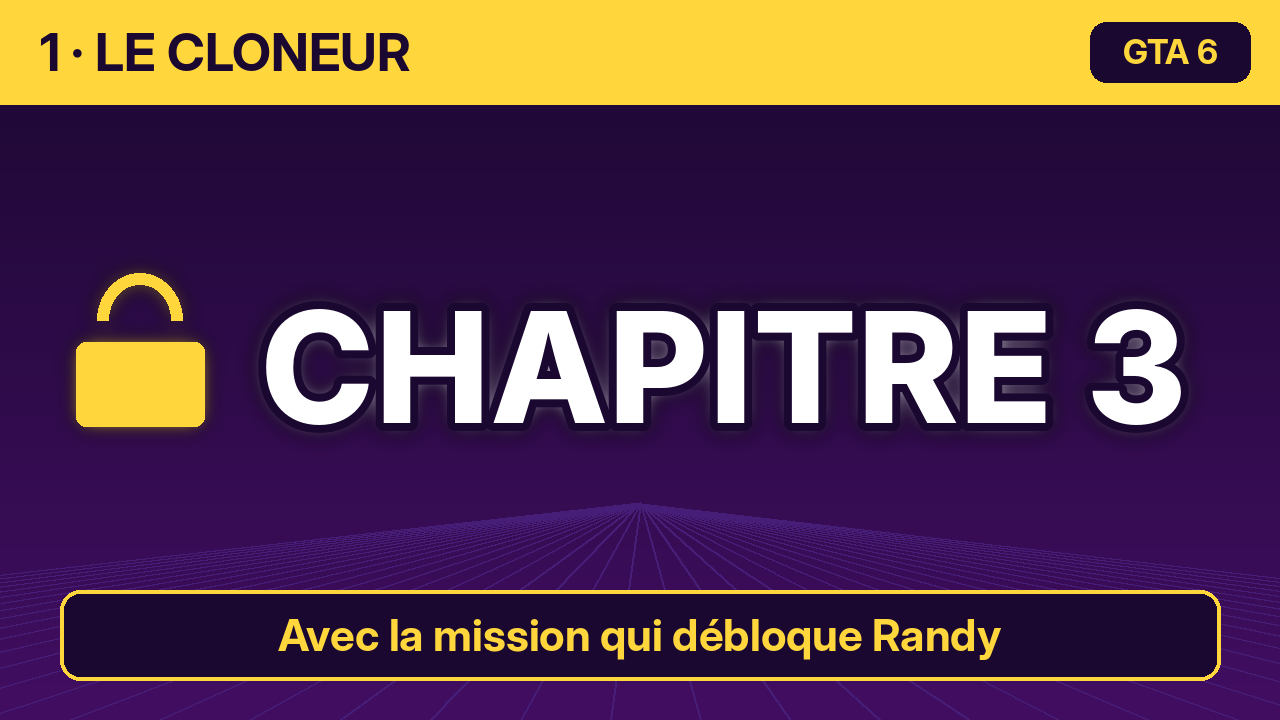 1 · LE CLONEUR
GTA 6
CHAPITRE 3
Avec la mission qui débloque Randy